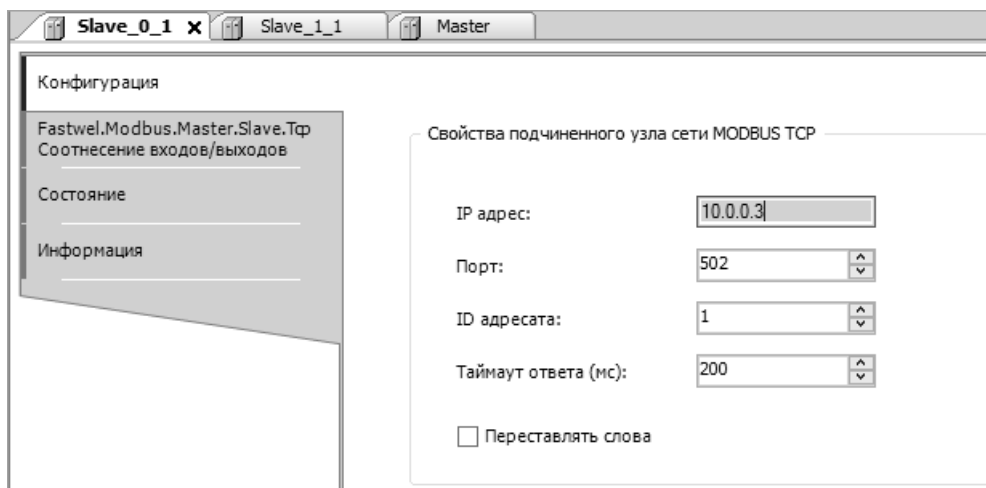 Slave_0_1 Slave_1_1 Master
Конфигурация
Fastwel.Modbus.Master.Slave.Tcp
Соотнесение входов/выходов
Состояние
Информация
Свойства подчиненного узла сети MODBUS TCP
IP адрес: 10.0.0.3
Порт: 502
ID адресата: 1
Таймаут ответа (мс): 200
Переставлять слова